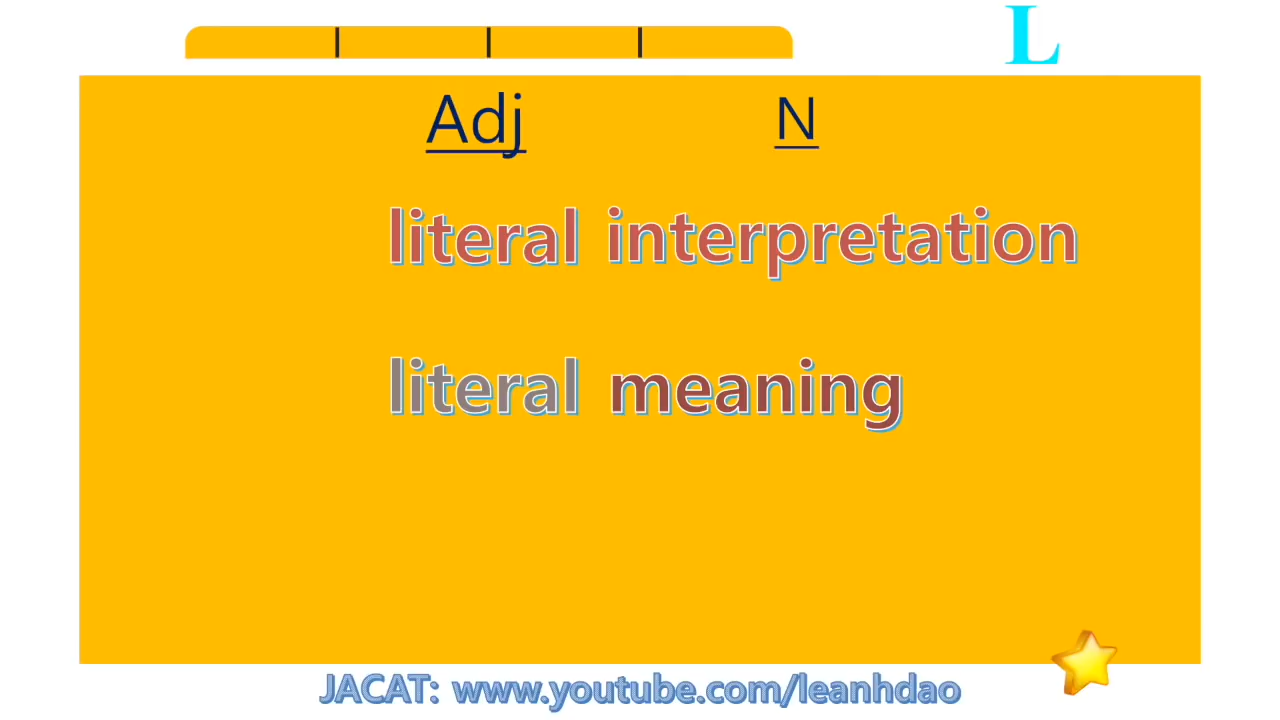 L
Adj N
literal interpretation
literal meaning
JACAT: www.youtube.com/leanhdao